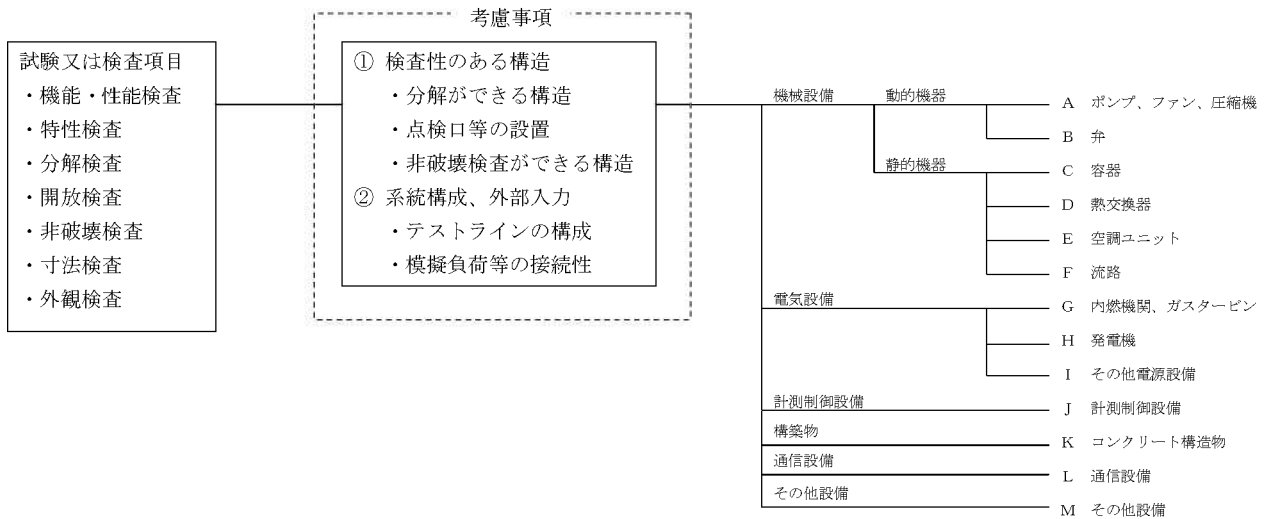 考慮事項
試験又は検査項目
・機能・性能検査
・特性検査
・分解検査
・開放検査
・非破壊検査
・寸法検査
・外観検査
① 検査性のある構造
・分解ができる構造
・点検口等の設置
・非破壊検査ができる構造
② 系統構成、外部入力
・テストラインの構成
・模擬負荷等の接続性
機械設備
動的機器
A ポンプ、ファン、圧縮機
B 弁
静的機器
C 容器
D 熱交換器
E 空調ユニット
F 流路
電気設備
G 内燃機関、ガスタービン
H 発電機
I その他電源設備
計測制御設備
J 計測制御設備
構築物
K コンクリート構造物
通信設備
L 通信設備
その他設備
M その他設備